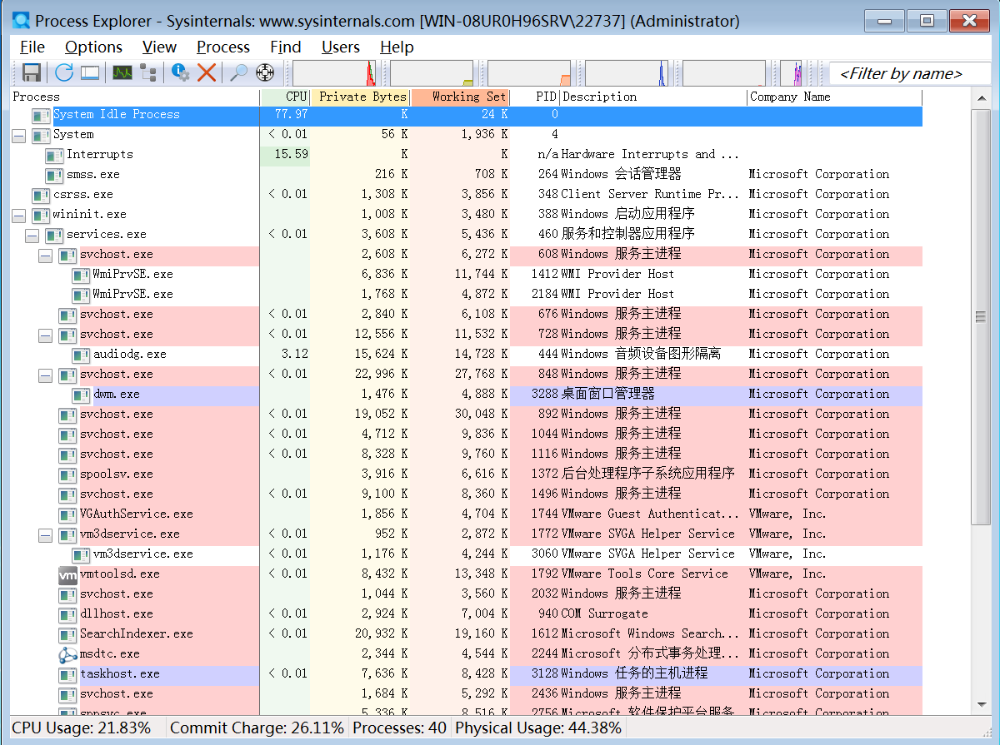 Process Explorer - Sysinternals: www.sysinternals.com [WIN-08UR0H96SRV\22737] (Administrator)
File Options View Process Find Users Help
<Filter by name>
Process CPU Private Bytes Working Set PID Description Company Name
System Idle Process 77.97 K 24 K 0
System < 0.01 56 K 1,936 K 4
Interrupts 15.59 K K n/a Hardware Interrupts and ...
smss.exe 216 K 708 K 264 Windows 会话管理器 Microsoft Corporation
csrss.exe < 0.01 1,308 K 3,856 K 348 Client Server Runtime Pr... Microsoft Corporation
wininit.exe 1,008 K 3,480 K 388 Windows 启动应用程序 Microsoft Corporation
services.exe < 0.01 3,608 K 5,436 K 460 服务和控制器应用程序 Microsoft Corporation
svchost.exe 2,608 K 6,272 K 608 Windows 服务主进程 Microsoft Corporation
WmiPrvSE.exe 6,836 K 11,744 K 1412 WMI Provider Host Microsoft Corporation
WmiPrvSE.exe 1,768 K 4,872 K 2184 WMI Provider Host Microsoft Corporation
svchost.exe < 0.01 2,840 K 6,108 K 676 Windows 服务主进程 Microsoft Corporation
svchost.exe < 0.01 12,556 K 11,532 K 728 Windows 服务主进程 Microsoft Corporation
audiodg.exe 3.12 15,624 K 14,728 K 444 Windows 音频设备图形隔离 Microsoft Corporation
svchost.exe < 0.01 22,996 K 27,768 K 848 Windows 服务主进程 Microsoft Corporation
dwm.exe 1,476 K 4,888 K 3288 桌面窗口管理器 Microsoft Corporation
svchost.exe < 0.01 19,052 K 30,048 K 892 Windows 服务主进程 Microsoft Corporation
svchost.exe < 0.01 4,712 K 9,836 K 1044 Windows 服务主进程 Microsoft Corporation
svchost.exe < 0.01 8,328 K 9,760 K 1116 Windows 服务主进程 Microsoft Corporation
spoolsv.exe 3,916 K 6,616 K 1372 后台处理程序子系统应用程序 Microsoft Corporation
svchost.exe < 0.01 9,100 K 8,360 K 1496 Windows 服务主进程 Microsoft Corporation
VGAuthService.exe 1,856 K 4,704 K 1744 VMware Guest Authenticat... VMware, Inc.
vm3dservice.exe < 0.01 952 K 2,872 K 1772 VMware SVGA Helper Service VMware, Inc.
vm3dservice.exe < 0.01 1,176 K 4,244 K 3060 VMware SVGA Helper Service VMware, Inc.
vm vmtoolsd.exe < 0.01 8,432 K 13,348 K 1792 VMware Tools Core Service VMware, Inc.
svchost.exe 1,044 K 3,560 K 2032 Windows 服务主进程 Microsoft Corporation
dllhost.exe < 0.01 2,924 K 7,004 K 940 COM Surrogate Microsoft Corporation
SearchIndexer.exe < 0.01 20,932 K 19,160 K 1612 Microsoft Windows Search... Microsoft Corporation
msdtc.exe 2,344 K 4,544 K 2244 Microsoft 分布式事务处理... Microsoft Corporation
taskhost.exe < 0.01 7,636 K 8,428 K 3128 Windows 任务的主机进程 Microsoft Corporation
svchost.exe 1,684 K 5,292 K 2436 Windows 服务主进程 Microsoft Corporation
sppsvc.exe 5,336 K 8,516 K 2756 Microsoft 软件保护平台服务 Microsoft Corporation
CPU Usage: 21.83% Commit Charge: 26.11% Processes: 40 Physical Usage: 44.38%